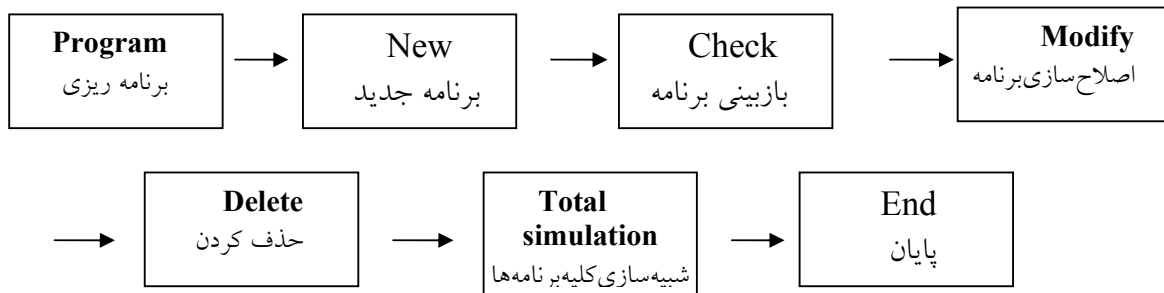 Program
برنامه ریزی
New
برنامه جدید
Check
بازبینی برنامه
Modify
اصلاح‌سازی‌برنامه
Delete
حذف کردن
Total
simulation
شبیه‌سازی‌کلیه‌برنامه‌ها
End
پایان